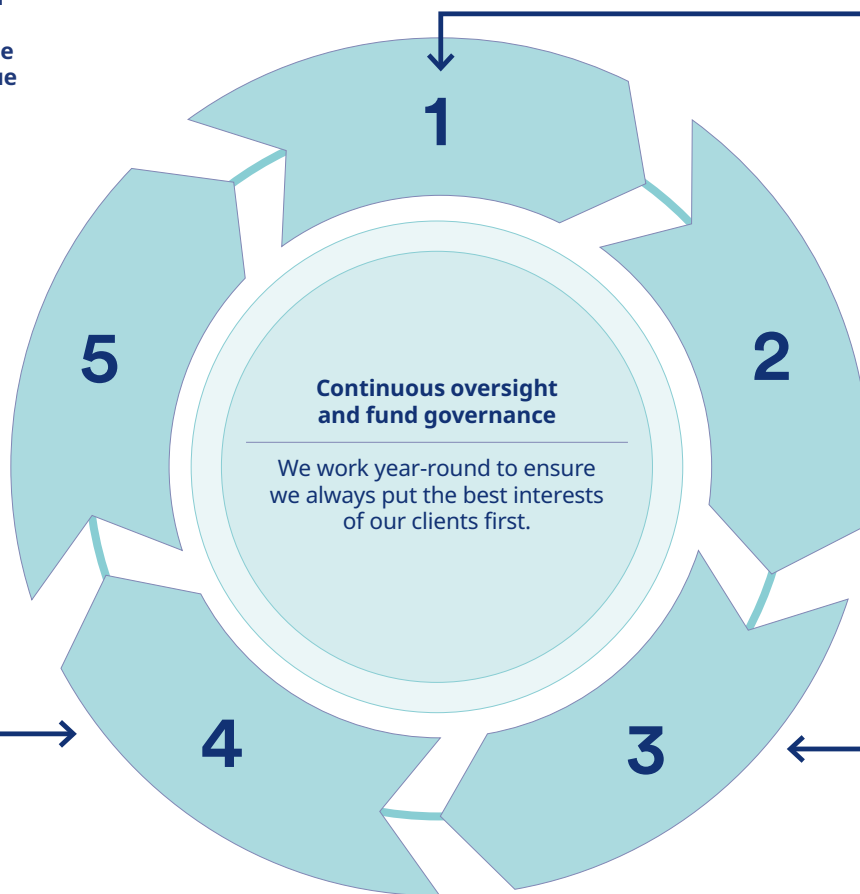 1
2
3
4
5
Continuous oversight
and fund governance
We work year-round to ensure
we always put the best interests
of our clients first.